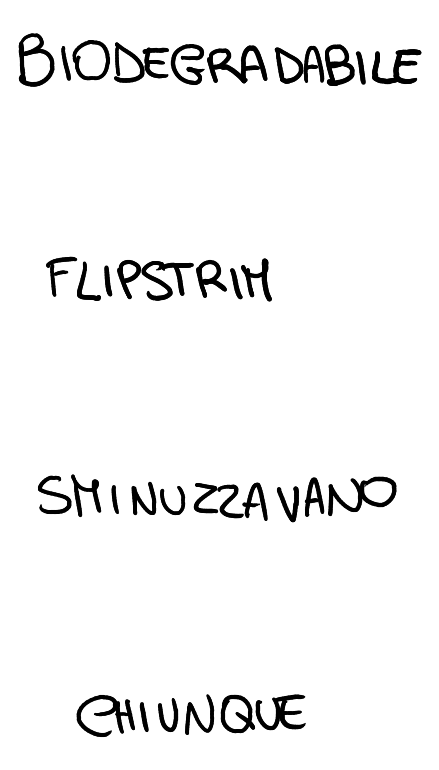 BIODEGRADABILE
FLIPSTRIM
SMINUZZAVANO
CHIUNQUE